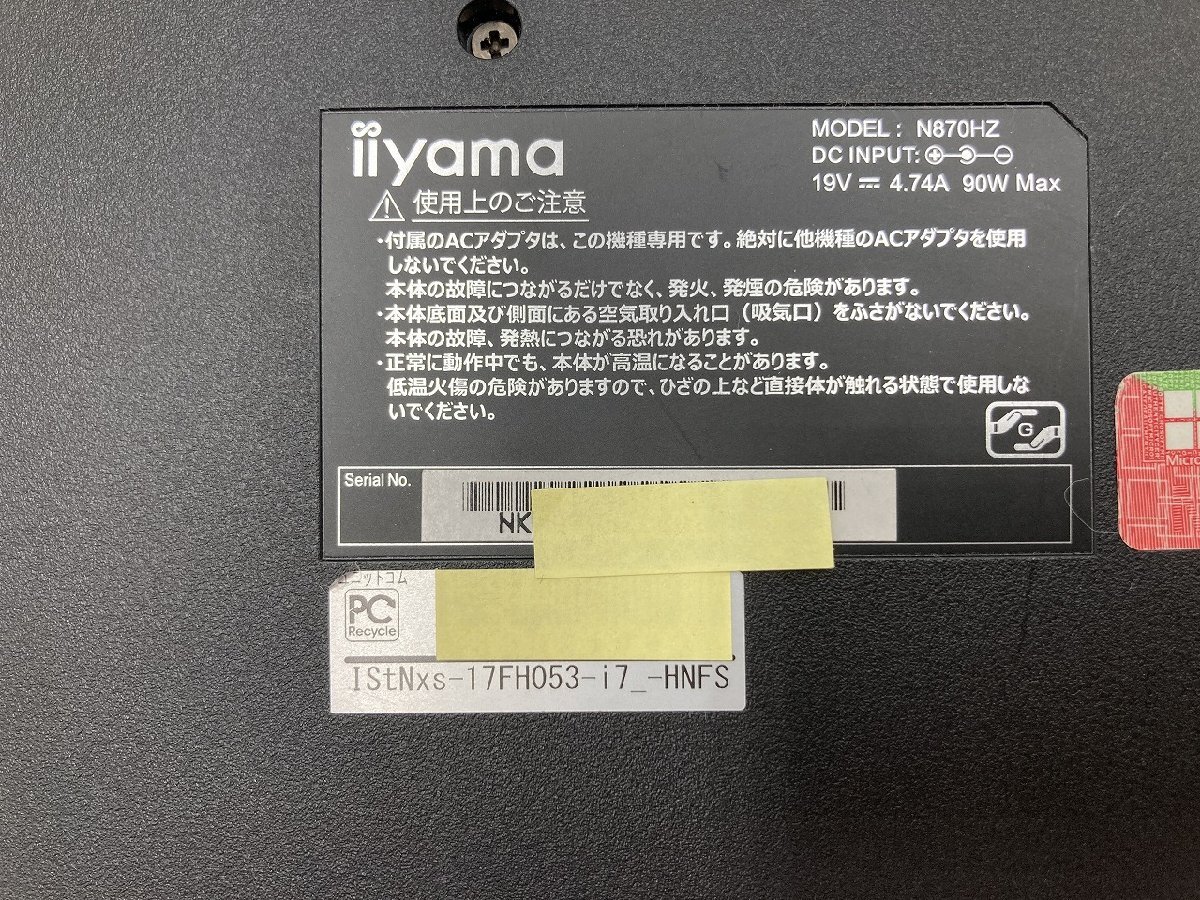 iiyama
MODEL : N870HZ
DC INPUT:
19V 4.74A 90W Max
使用上のご注意
・付属のACアダプタは、この機種専用です。絶対に他機種のACアダプタを使用
しないでください。
本体の故障につながるだけでなく、発火、発煙の危険があります。
・本体底面及び側面にある空気取り入れ口（吸気口）をふさがないでください。
本体の故障、発熱につながる恐れがあります。
・正常に動作中でも、本体が高温になることがあります。
低温火傷の危険がありますので、ひざの上など直接体が触れる状態で使用しな
いでください。
G
Serial No.
NK
ユニットコム
PC
Recycle
IStNxs-17FH053-i7_-HNFS